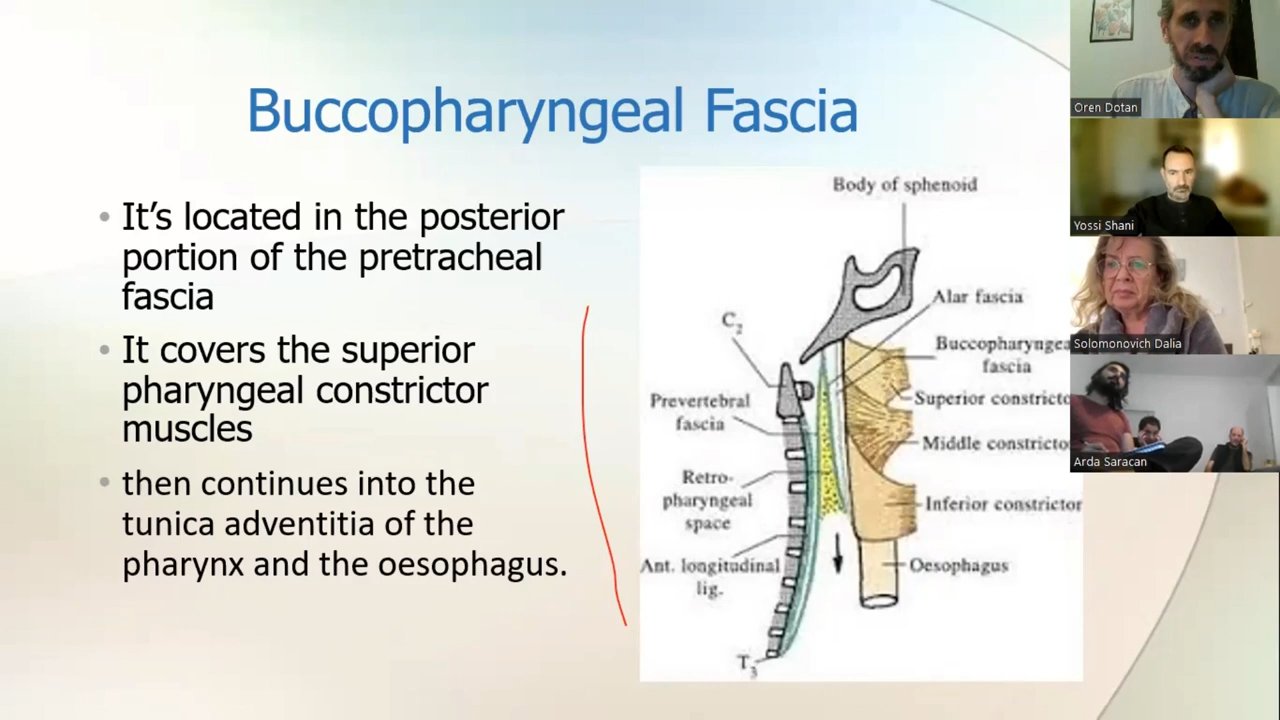 Buccopharyngeal Fascia
• It’s located in the posterior
portion of the pretracheal
fascia
• It covers the superior
pharyngeal constrictor
muscles
• then continues into the
tunica adventitia of the
pharynx and the oesophagus.
Body of sphenoid
Alar fascia
C2
Buccopharyngea
fascia
Prevertebral
fascia
Superior constricto
Middle constricto
Retro-
pharyngeal
space
Inferior constrictor
Ant. longitudinal
lig.
Oesophagus
T3
Oren Dotan
Yossi Shani
Solomonovich Dalia
Arda Saracan